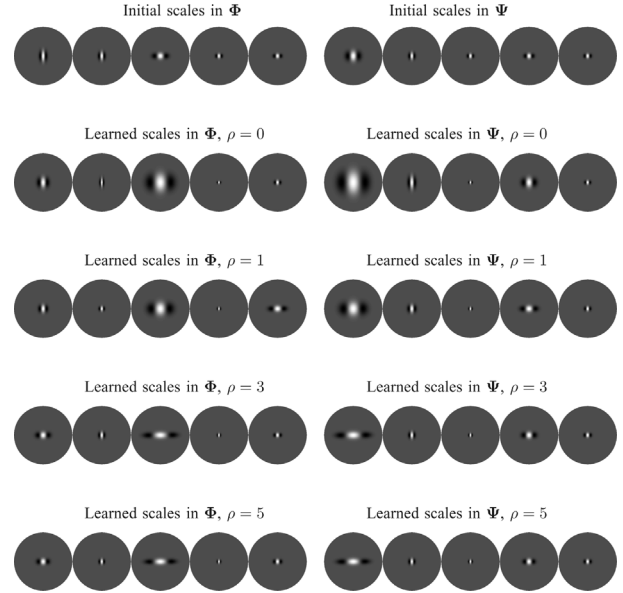 Initial scales in Φ
Initial scales in Ψ
Learned scales in Φ, ρ = 0
Learned scales in Ψ, ρ = 0
Learned scales in Φ, ρ = 1
Learned scales in Ψ, ρ = 1
Learned scales in Φ, ρ = 3
Learned scales in Ψ, ρ = 3
Learned scales in Φ, ρ = 5
Learned scales in Ψ, ρ = 5